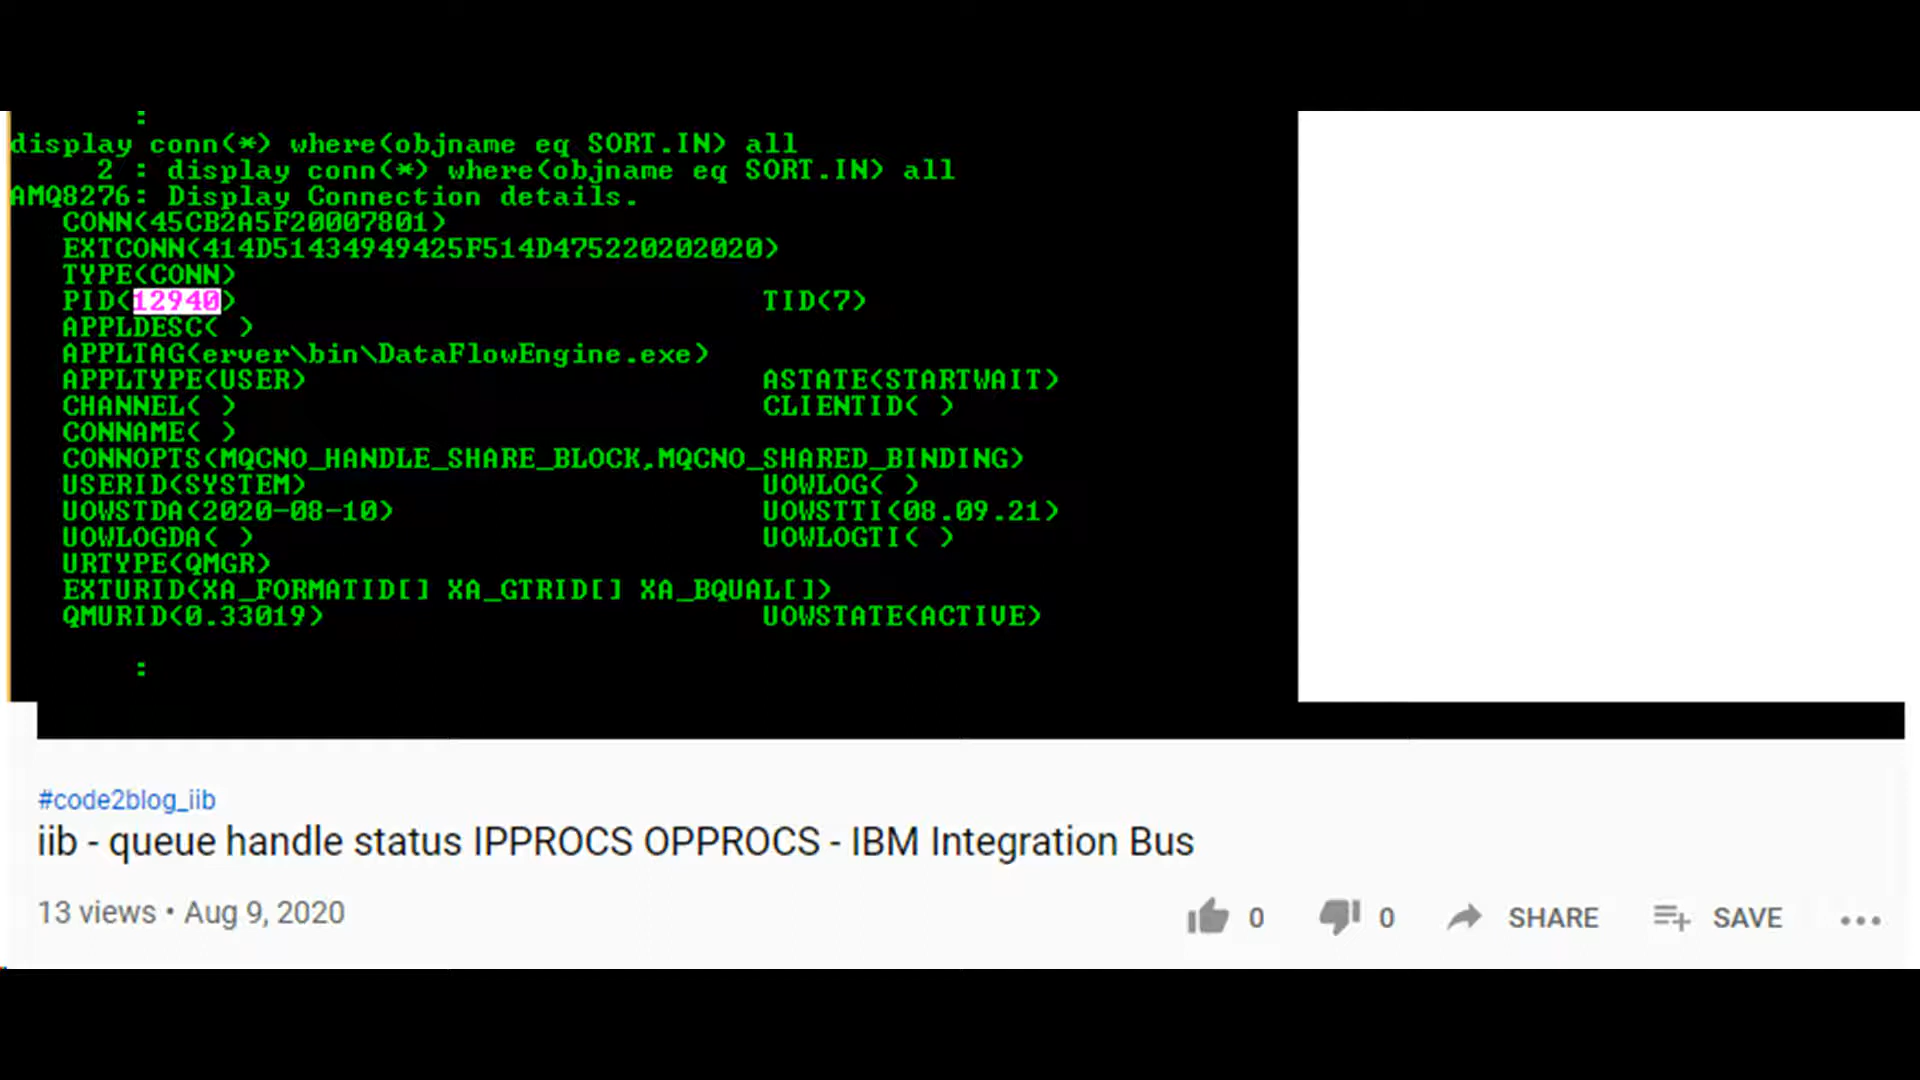 :
display conn(*) where(objname eq SORT.IN) all
2 : display conn(*) where(objname eq SORT.IN) all
AMQ8276: Display Connection details.
CONN(45CB2A5F20007801)
EXTCONN(414D51434949425F514D475220202020)
TYPE(CONN)
PID(12940) TID(7)
APPLDESC( )
APPLTAG(erver\bin\DataFlowEngine.exe)
APPLTYPE(USER) ASTATE(STARTWAIT)
CHANNEL( ) CLIENTID( )
CONNAME( )
CONNOPTS(MQCNO_HANDLE_SHARE_BLOCK,MQCNO_SHARED_BINDING)
USERID(SYSTEM) UOWLOG( )
UOWSTDA(2020-08-10) UOWSTTI(08.09.21)
UOWLOGDA( ) UOWLOGTI( )
URTYPE(QMGR)
EXTURID(XA_FORMATID[] XA_GTRID[] XA_BQUAL[])
QMURID(0.33019) UOWSTATE(ACTIVE)
:
#code2blog_iib
iib - queue handle status IPPROCS OPPROCS - IBM Integration Bus
13 views • Aug 9, 2020
0 0 SHARE SAVE ...